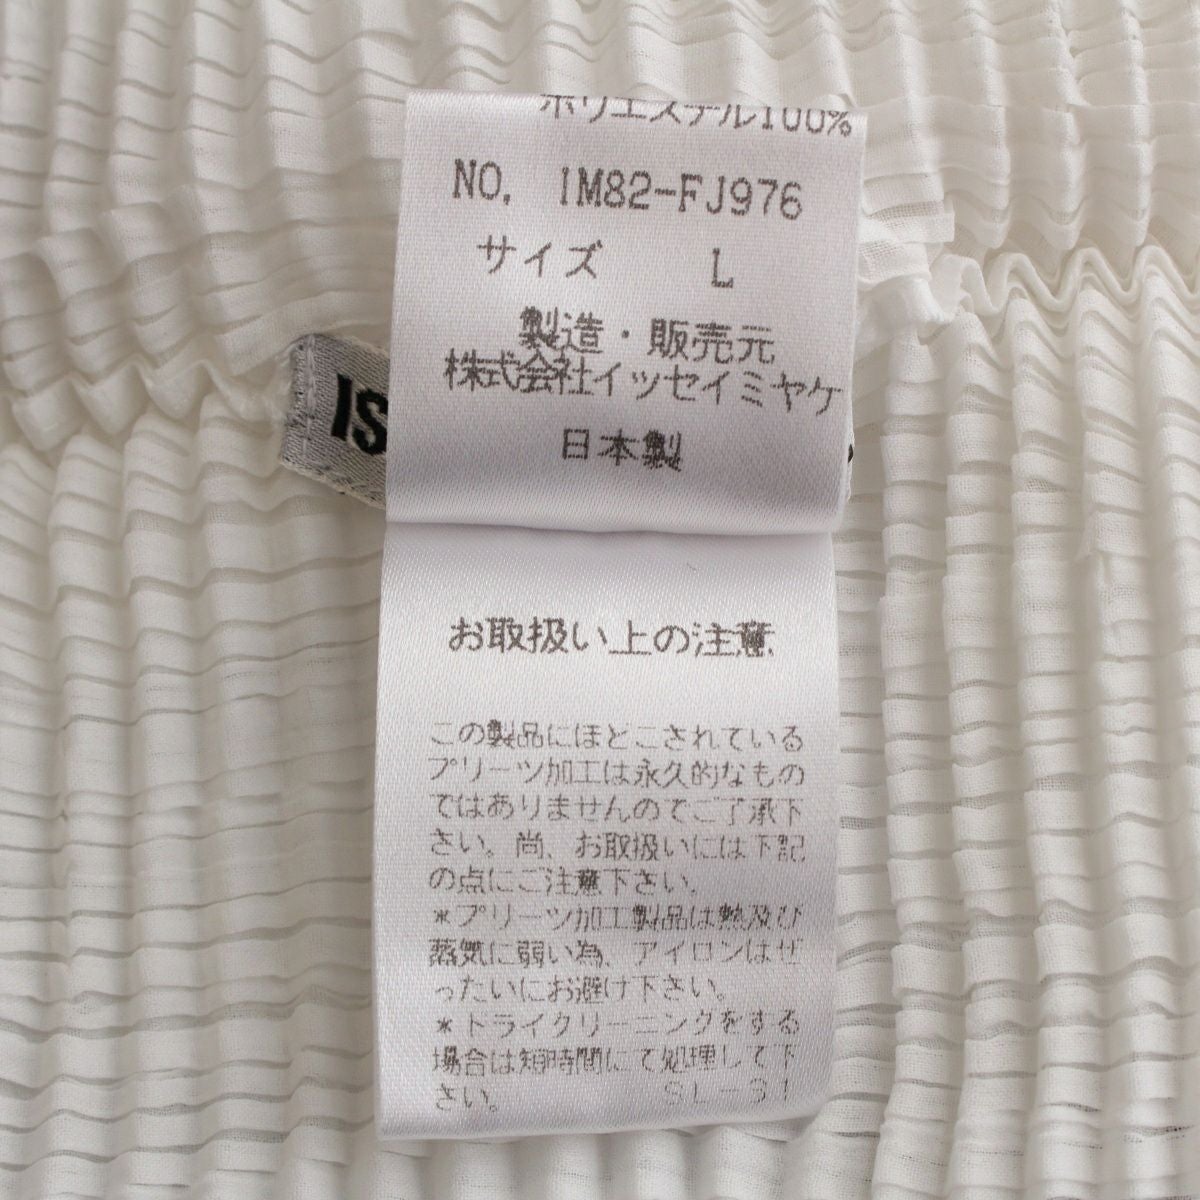 ポリエステル100%
NO. IM82-FJ976
サイズ L
製造・販売元
株式会社イッセイミヤケ
IS
日本製
お取扱い上の注意
この製品にほどこされている
プリーツ加工は永久的なもの
ではありませんのでご了承下
さい。尚、お取扱いには下記
の点にご注意下さい。
*プリーツ加工製品は熱及び
蒸気に弱い為、アイロンはぜ
ったいにお避け下さい。
*ドライクリーニングをする
場合は短時間にて処理して下
さい。 SL-31